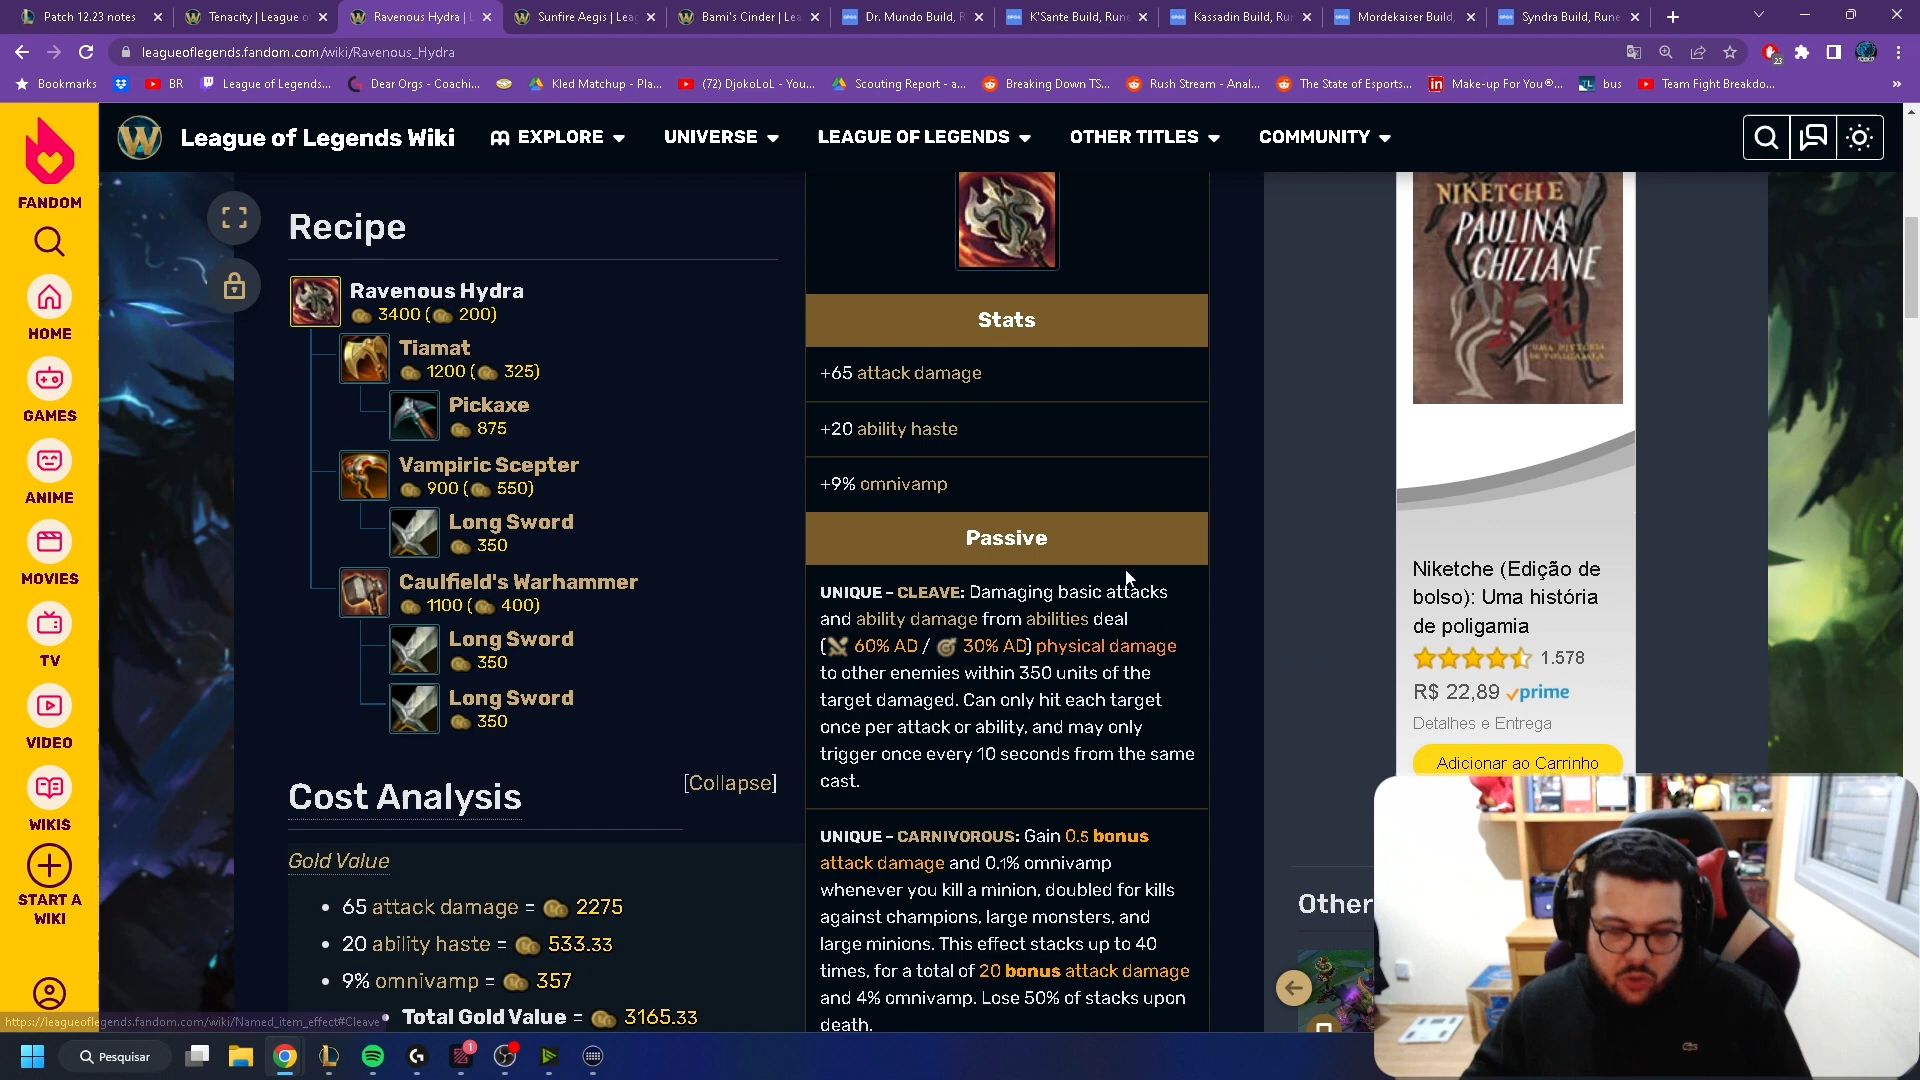 Patch 12.23 notes
Tenacity | League o
Ravenous Hydra | L
Sunfire Aegis | Leag
Bami's Cinder | Lea
Dr. Mundo Build, R
K'Sante Build, Rune
Kassadin Build, Ru
Mordekaiser Build,
Syndra Build, Rune
leagueoflegends.fandom.com/wiki/Ravenous_Hydra
23
Bookmarks
BR
League of Legends...
Dear Orgs - Coachi...
Kled Matchup - Pla...
(72) DjokoLoL - You...
Scouting Report - a...
Breaking Down TS...
Rush Stream - Anal...
The State of Esports...
Make-up For You®...
bus
Team Fight Breakdo...
FANDOM
HOME
GAMES
ANIME
MOVIES
TV
VIDEO
WIKIS
START A
WIKI
League of Legends Wiki
EXPLORE
UNIVERSE
LEAGUE OF LEGENDS
OTHER TITLES
COMMUNITY
Recipe
Ravenous Hydra
3400 ( 200)
Tiamat
1200 ( 325)
Pickaxe
875
Vampiric Scepter
900 ( 550)
Long Sword
350
Caulfield's Warhammer
1100 ( 400)
Long Sword
350
Long Sword
350
Cost Analysis
[Collapse]
Gold Value
65 attack damage = 2275
20 ability haste = 533.33
9% omnivamp = 357
Total Gold Value = 3165.33
Stats
+65 attack damage
+20 ability haste
+9% omnivamp
Passive
UNIQUE – CLEAVE: Damaging basic attacks
and ability damage from abilities deal
( 60% AD / 30% AD) physical damage
to other enemies within 350 units of the
target damaged. Can only hit each target
once per attack or ability, and may only
trigger once every 10 seconds from the same
cast.
UNIQUE – CARNIVOROUS: Gain 0.5 bonus
attack damage and 0.1% omnivamp
whenever you kill a minion, doubled for kills
against champions, large monsters, and
large minions. This effect stacks up to 40
times, for a total of 20 bonus attack damage
and 4% omnivamp. Lose 50% of stacks upon
death.
NIKETCHE
PAULINA
CHIZIANE
UMA HISTÓRIA
DE POLIGAMIA
Niketche (Edição de
bolso): Uma história
de poligamia
1.578
R$ 22,89 prime
Detalhes e Entrega
Adicionar ao Carrinho
Other
https://leagueoflegends.fandom.com/wiki/Named_item_effect#Cleave
Pesquisar
1